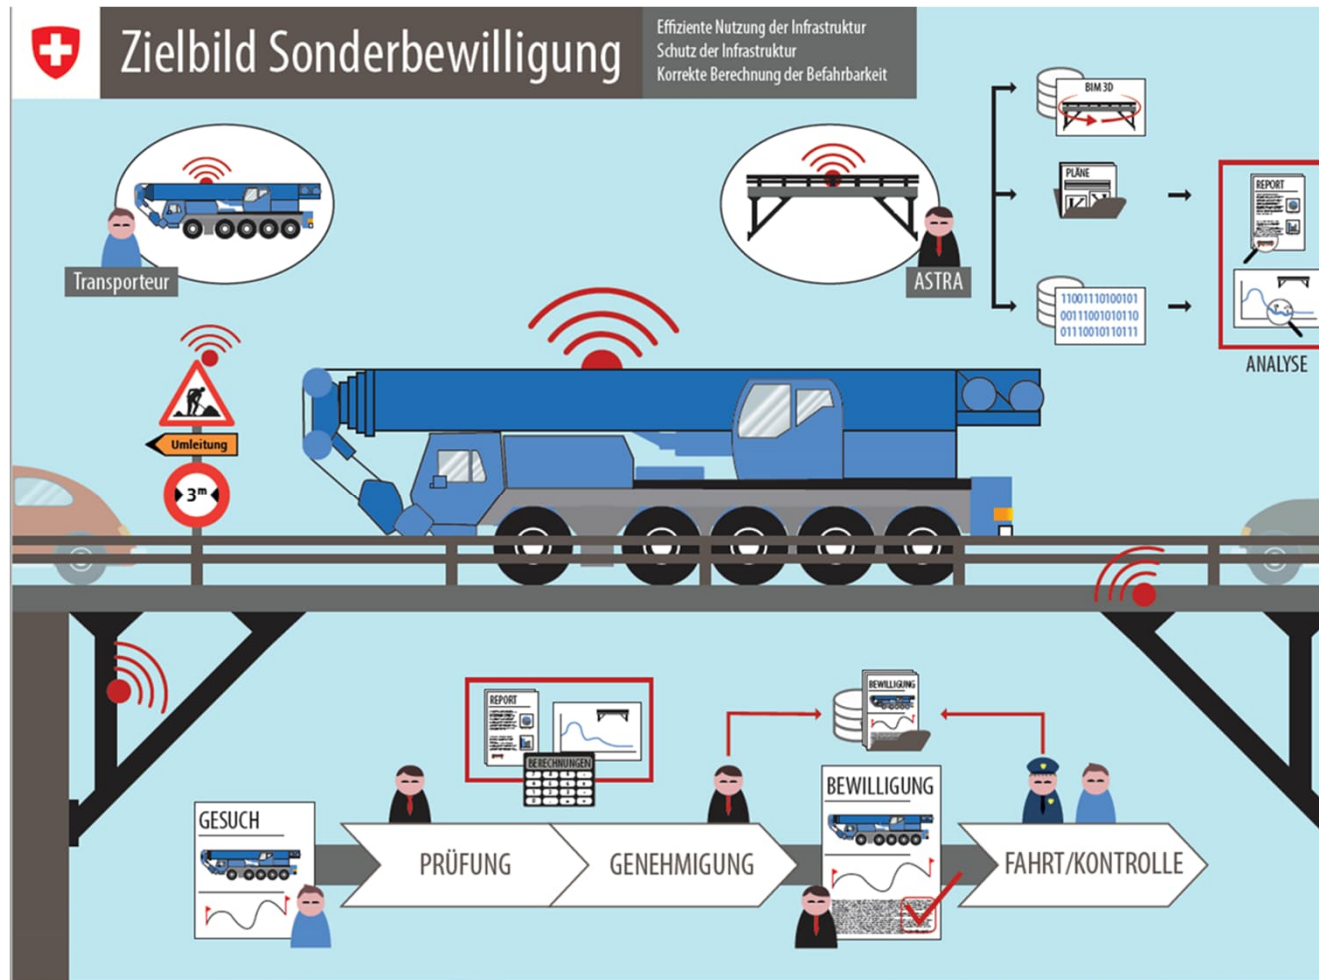 Zielbild Sonderbewilligung
Effiziente Nutzung der Infrastruktur
Schutz der Infrastruktur
Korrekte Berechnung der Befahrbarkeit
BIM 3D
PLÄNE
REPORT
Transporteur
ASTRA
11001110100101
00111001010110
01110010110111
ANALYSE
Umleitung
3m
REPORT
BERECHNUNGEN
BEWILLIGUNG
GESUCH
PRÜFUNG
GENEHMIGUNG
BEWILLIGUNG
FAHRT/KONTROLLE